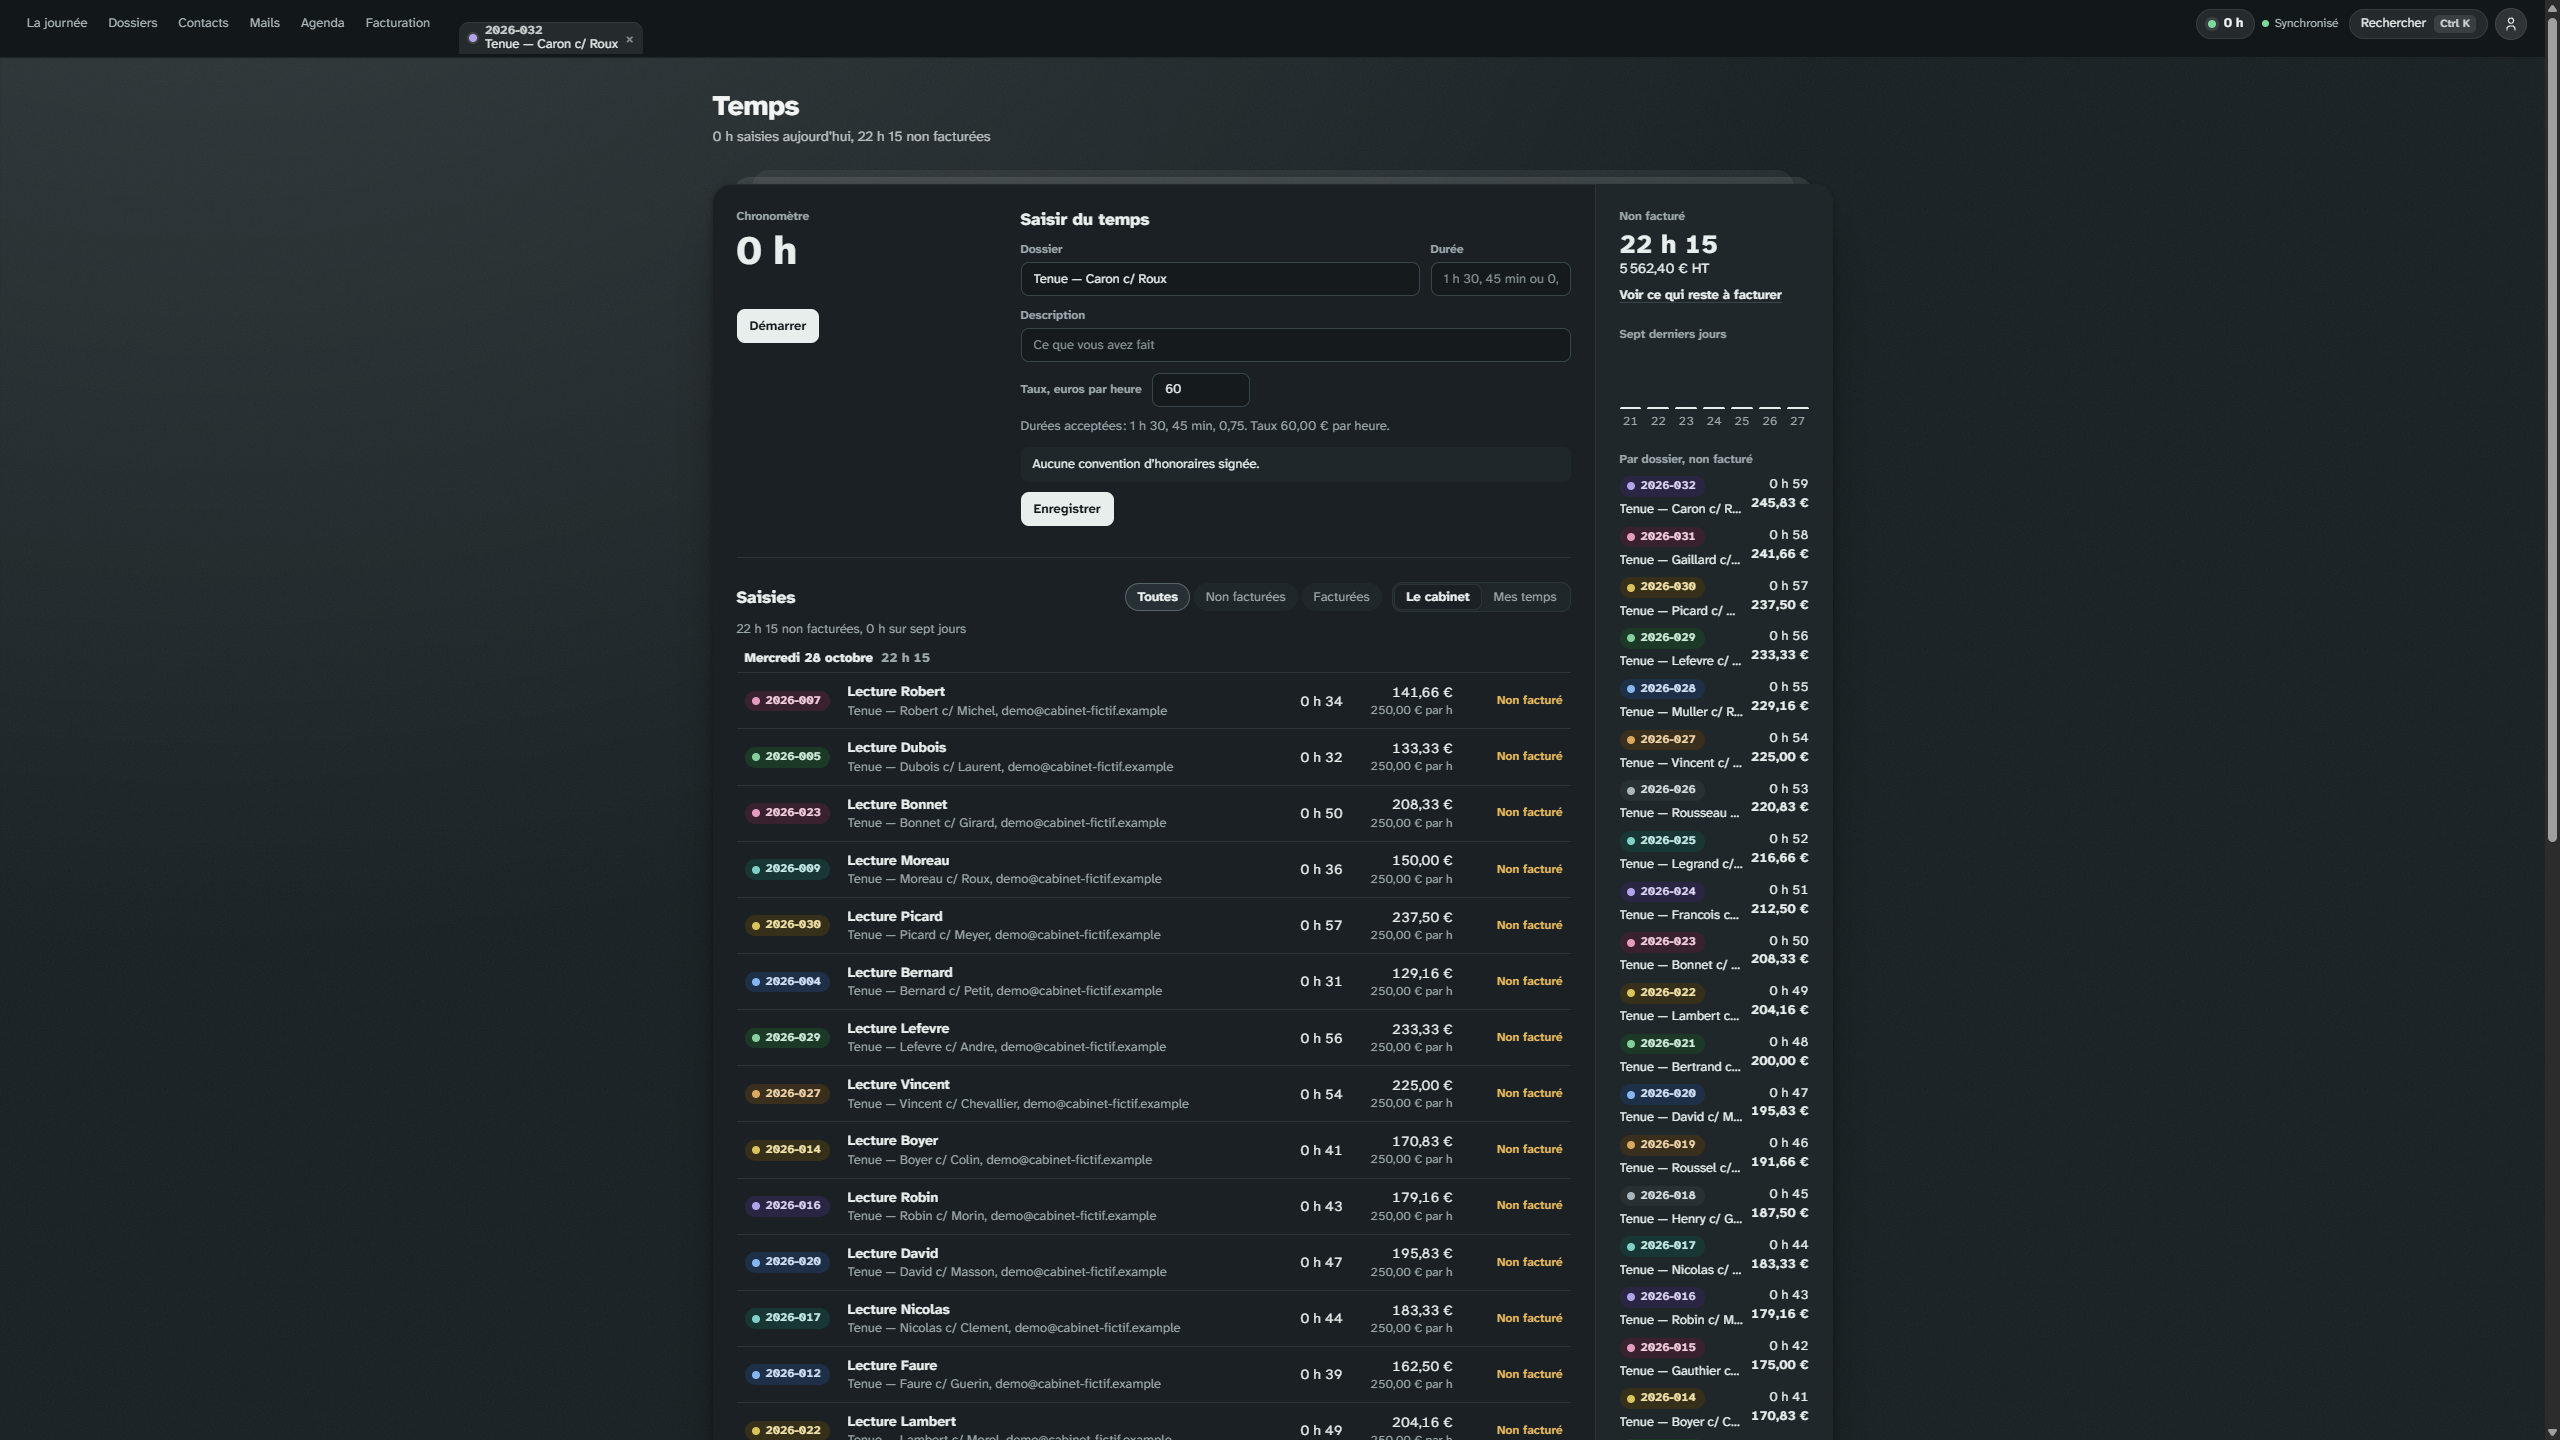 La journée Dossiers Contacts Mails Agenda Facturation
2026-032
Tenue — Caron c/ Roux ×
0 h Synchronisé Rechercher Ctrl K
Temps
0 h saisies aujourd'hui, 22 h 15 non facturées
Chronomètre
0 h
Démarrer
Saisir du temps
Dossier Durée
Tenue — Caron c/ Roux 1 h 30, 45 min ou 0,
Description
Ce que vous avez fait
Taux, euros par heure 60
Durées acceptées : 1 h 30, 45 min, 0,75. Taux 60,00 € par heure.
Aucune convention d'honoraires signée.
Enregistrer
Saisies Toutes Non facturées Facturées Le cabinet Mes temps
22 h 15 non facturées, 0 h sur sept jours
Mercredi 28 octobre 22 h 15
2026-007 Lecture Robert 0 h 34 141,66 € Non facturé
Tenue — Robert c/ Michel, demo@cabinet-fictif.example 250,00 € par h
2026-005 Lecture Dubois 0 h 32 133,33 € Non facturé
Tenue — Dubois c/ Laurent, demo@cabinet-fictif.example 250,00 € par h
2026-023 Lecture Bonnet 0 h 50 208,33 € Non facturé
Tenue — Bonnet c/ Girard, demo@cabinet-fictif.example 250,00 € par h
2026-009 Lecture Moreau 0 h 36 150,00 € Non facturé
Tenue — Moreau c/ Roux, demo@cabinet-fictif.example 250,00 € par h
2026-030 Lecture Picard 0 h 57 237,50 € Non facturé
Tenue — Picard c/ Meyer, demo@cabinet-fictif.example 250,00 € par h
2026-004 Lecture Bernard 0 h 31 129,16 € Non facturé
Tenue — Bernard c/ Petit, demo@cabinet-fictif.example 250,00 € par h
2026-029 Lecture Lefevre 0 h 56 233,33 € Non facturé
Tenue — Lefevre c/ Andre, demo@cabinet-fictif.example 250,00 € par h
2026-027 Lecture Vincent 0 h 54 225,00 € Non facturé
Tenue — Vincent c/ Chevallier, demo@cabinet-fictif.example 250,00 € par h
2026-014 Lecture Boyer 0 h 41 170,83 € Non facturé
Tenue — Boyer c/ Colin, demo@cabinet-fictif.example 250,00 € par h
2026-016 Lecture Robin 0 h 43 179,16 € Non facturé
Tenue — Robin c/ Morin, demo@cabinet-fictif.example 250,00 € par h
2026-020 Lecture David 0 h 47 195,83 € Non facturé
Tenue — David c/ Masson, demo@cabinet-fictif.example 250,00 € par h
2026-017 Lecture Nicolas 0 h 44 183,33 € Non facturé
Tenue — Nicolas c/ Clement, demo@cabinet-fictif.example 250,00 € par h
2026-012 Lecture Faure 0 h 39 162,50 € Non facturé
Tenue — Faure c/ Guerin, demo@cabinet-fictif.example 250,00 € par h
2026-022 Lecture Lambert 0 h 49 204,16 € Non facturé
Tenue — Lambert c/ Morel, demo@cabinet-fictif.example 250,00 € par h
Non facturé
22 h 15
5 562,40 € HT
Voir ce qui reste à facturer
Sept derniers jours
21 22 23 24 25 26 27
Par dossier, non facturé
2026-032 0 h 59
Tenue — Caron c/ R… 245,83 €
2026-031 0 h 58
Tenue — Gaillard c/… 241,66 €
2026-030 0 h 57
Tenue — Picard c/ … 237,50 €
2026-029 0 h 56
Tenue — Lefevre c/ … 233,33 €
2026-028 0 h 55
Tenue — Muller c/ R… 229,16 €
2026-027 0 h 54
Tenue — Vincent c/ … 225,00 €
2026-026 0 h 53
Tenue — Rousseau … 220,83 €
2026-025 0 h 52
Tenue — Legrand c/… 216,66 €
2026-024 0 h 51
Tenue — Francois c… 212,50 €
2026-023 0 h 50
Tenue — Bonnet c/ … 208,33 €
2026-022 0 h 49
Tenue — Lambert c… 204,16 €
2026-021 0 h 48
Tenue — Bertrand c… 200,00 €
2026-020 0 h 47
Tenue — David c/ M… 195,83 €
2026-019 0 h 46
Tenue — Roussel c/… 191,66 €
2026-018 0 h 45
Tenue — Henry c/ G… 187,50 €
2026-017 0 h 44
Tenue — Nicolas c/ … 183,33 €
2026-016 0 h 43
Tenue — Robin c/ M… 179,16 €
2026-015 0 h 42
Tenue — Gauthier c… 175,00 €
2026-014 0 h 41
Tenue — Boyer c/ C… 170,83 €